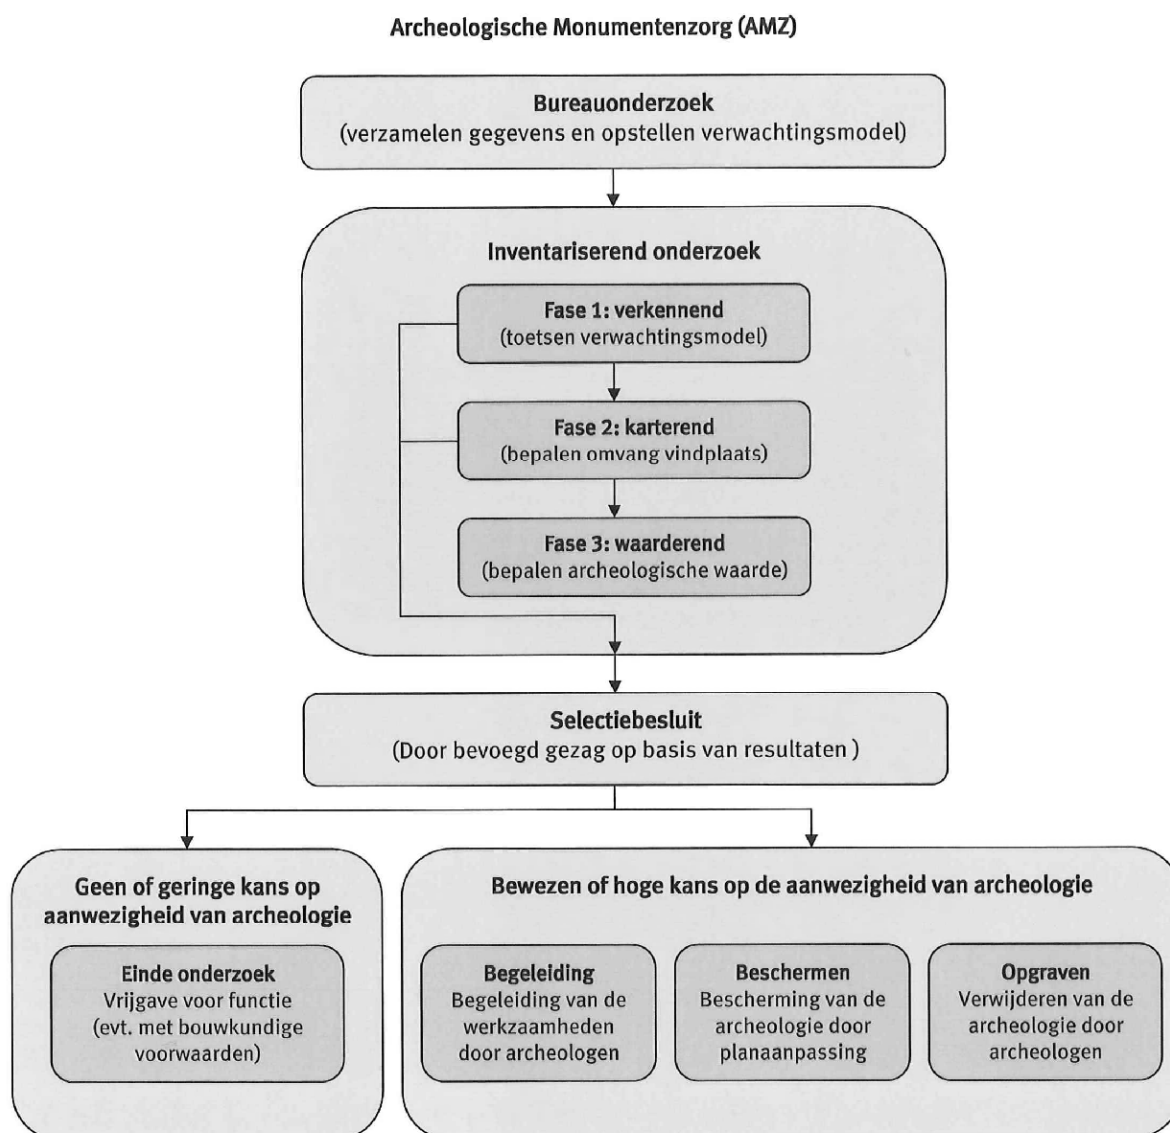 Archeologische Monumentenzorg (AMZ)
Bureauonderzoek
(verzamelen gegevens en opstellen verwachtingsmodel)
Inventariserend onderzoek
Fase 1: verkennend
(toetsen verwachtingsmodel)
Fase 2: karterend
(bepalen omvang vindplaats)
Fase 3: waarderend
(bepalen archeologische waarde)
Selectiebesluit
(Door bevoegd gezag op basis van resultaten )
Geen of geringe kans op
aanwezigheid van archeologie
Einde onderzoek
Vrijgave voor functie
(evt. met bouwkundige
voorwaarden)
Bewezen of hoge kans op de aanwezigheid van archeologie
Begeleiding
Begeleiding van de
werkzaamheden
door archeologen
Beschermen
Bescherming van de
archeologie door
planaanpassing
Opgraven
Verwijderen van de
archeologie door
archeologen